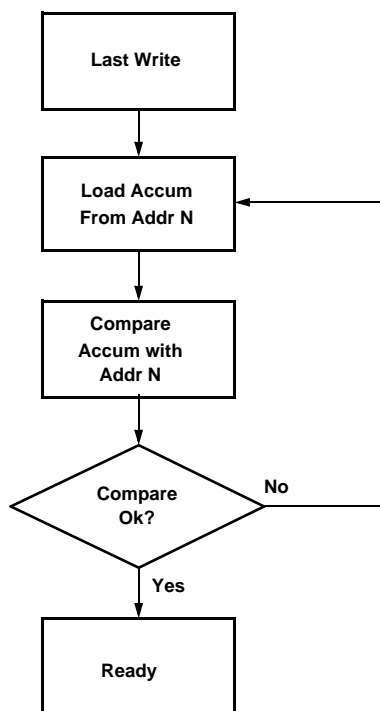 Last Write
Load Accum
From Addr N
Compare
Accum with
Addr N
Compare
Ok?
No
Yes
Ready